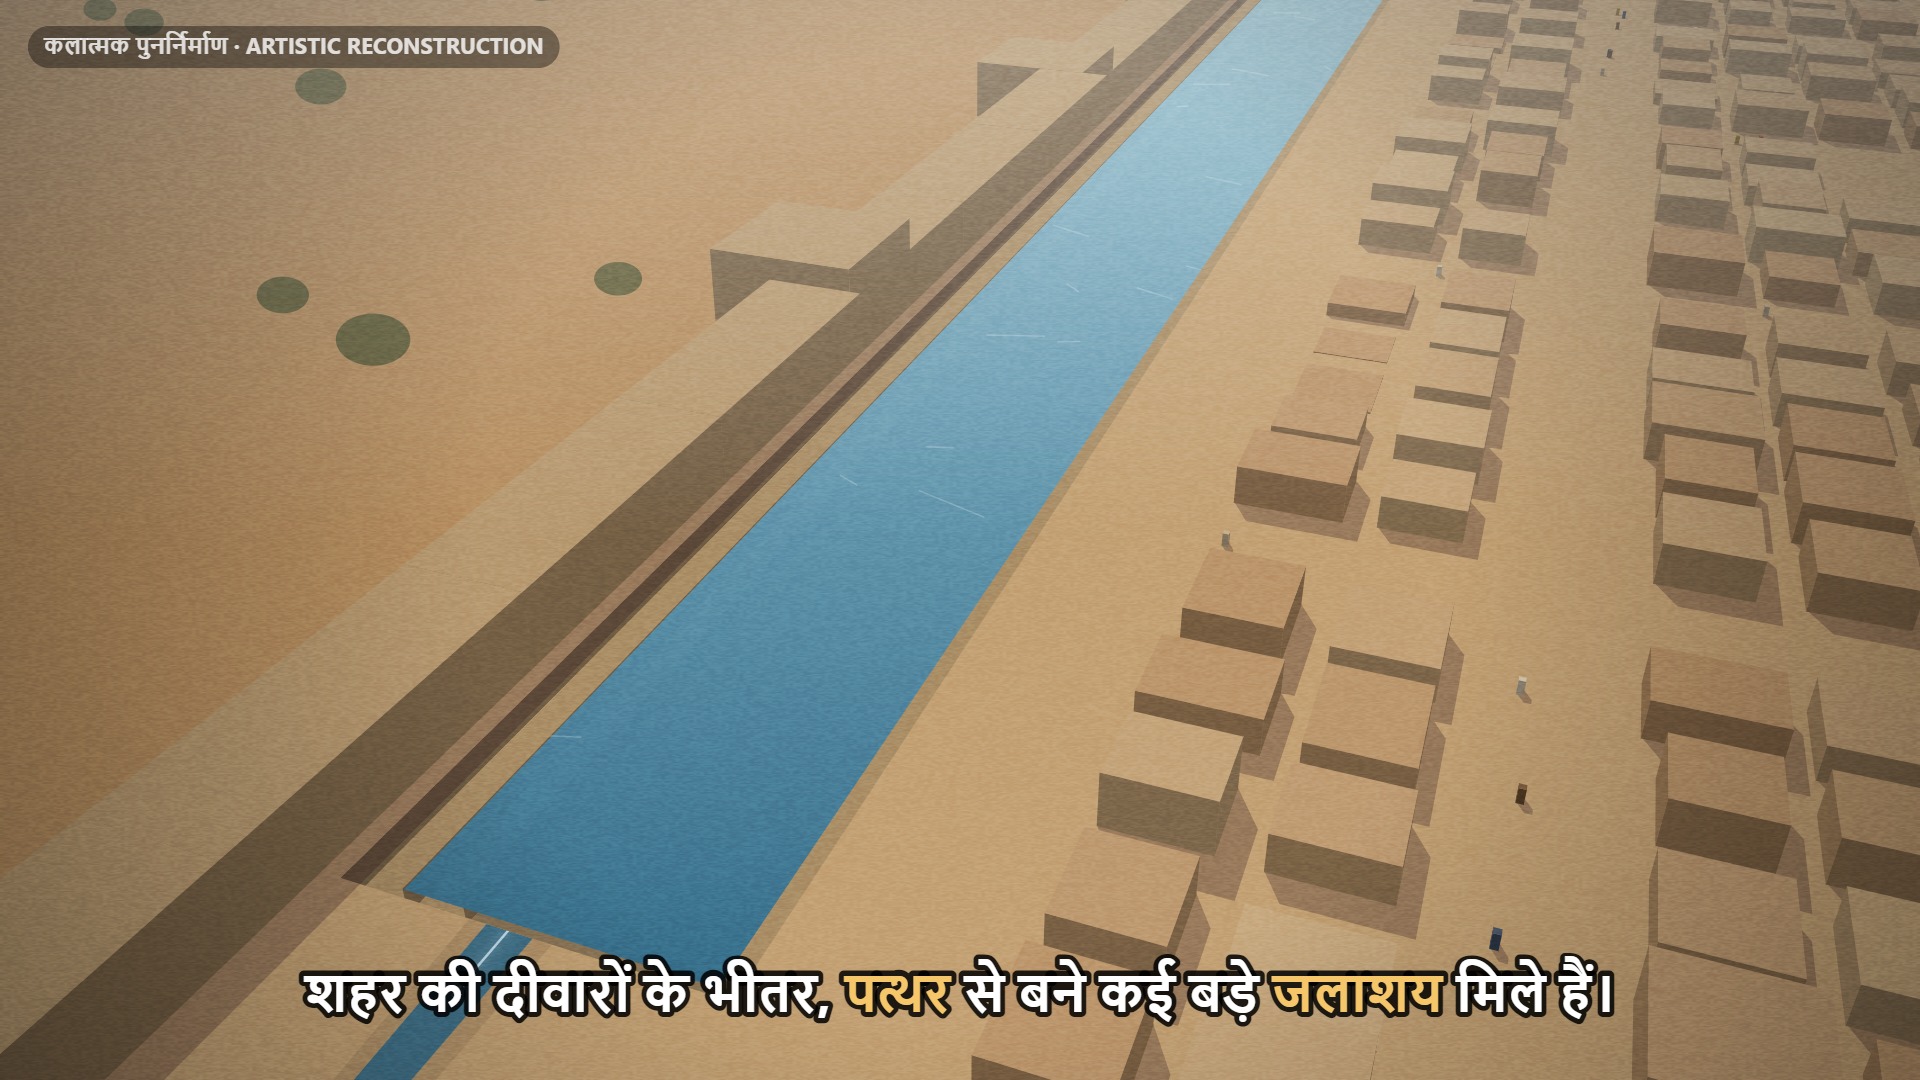 कलात्मक पुनर्निर्माण · ARTISTIC RECONSTRUCTION
शहर की दीवारों के भीतर, पत्थर से बने कई बड़े जलाशय मिले हैं।